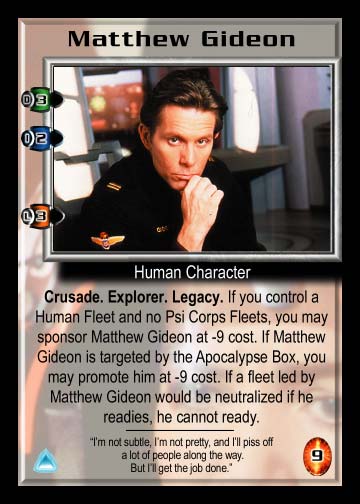 Matthew Gideon
D 3
I 2
L 3
Human Character
Crusade. Explorer. Legacy. If you control a
Human Fleet and no Psi Corps Fleets, you may
sponsor Matthew Gideon at -9 cost. If Matthew
Gideon is targeted by the Apocalypse Box, you
may promote him at -9 cost. If a fleet led by
Matthew Gideon would be neutralized if he
readies, he cannot ready.
“I’m not subtle, I’m not pretty, and I’ll piss off
a lot of people along the way.
But I’ll get the job done.”
9